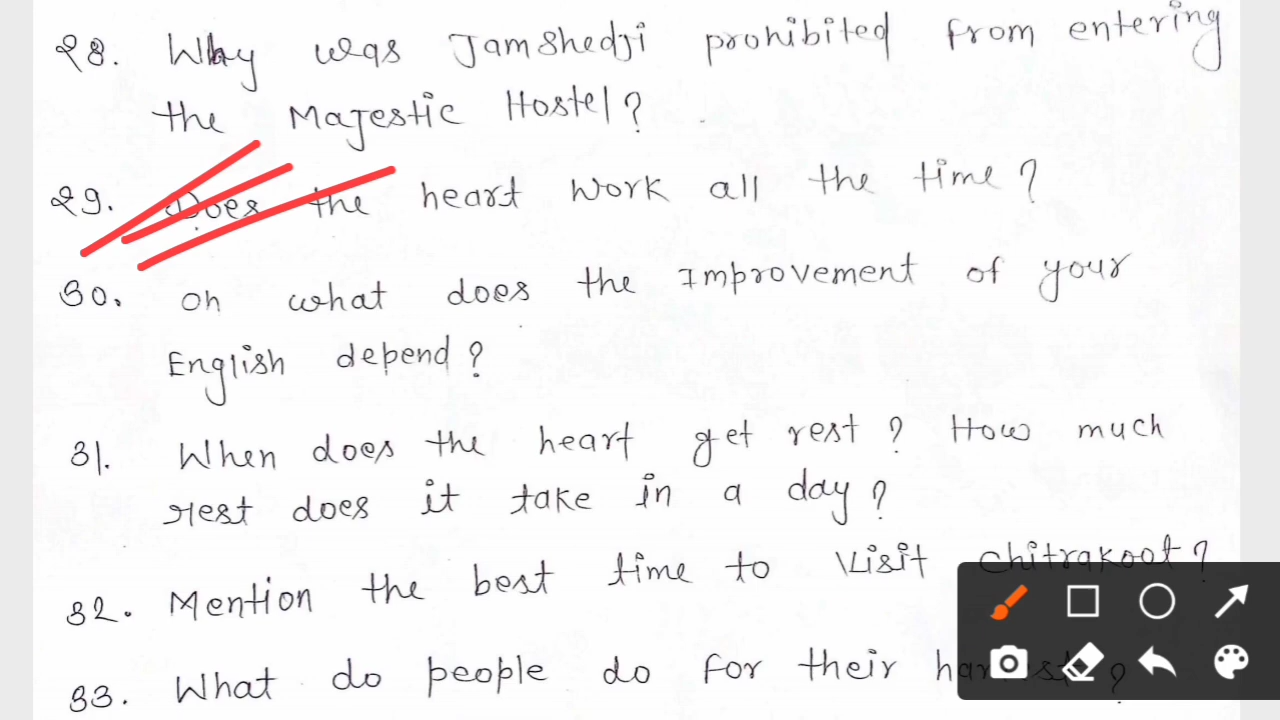 28. Why was Jamshedji prohibited from entering
the Majestic Hostel?
29. Does the heart work all the time?
30. On what does the Improvement of your
English depend?
31. When does the heart get rest? How much
rest does it take in a day?
32. Mention the best time to Visit Chitrakoot?
33. What do people do for their ?